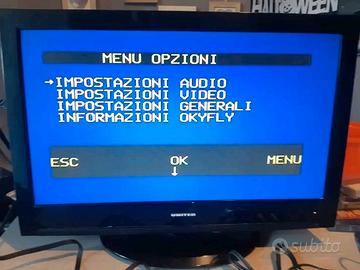 HALLOWEEN
MENU OPZIONI
→IMPOSTAZIONI AUDIO
IMPOSTAZIONI VIDEO
IMPOSTAZIONI GENERALI
INFORMAZIONI OKYFLY
ESC OK MENU
↓
UNITED
subito